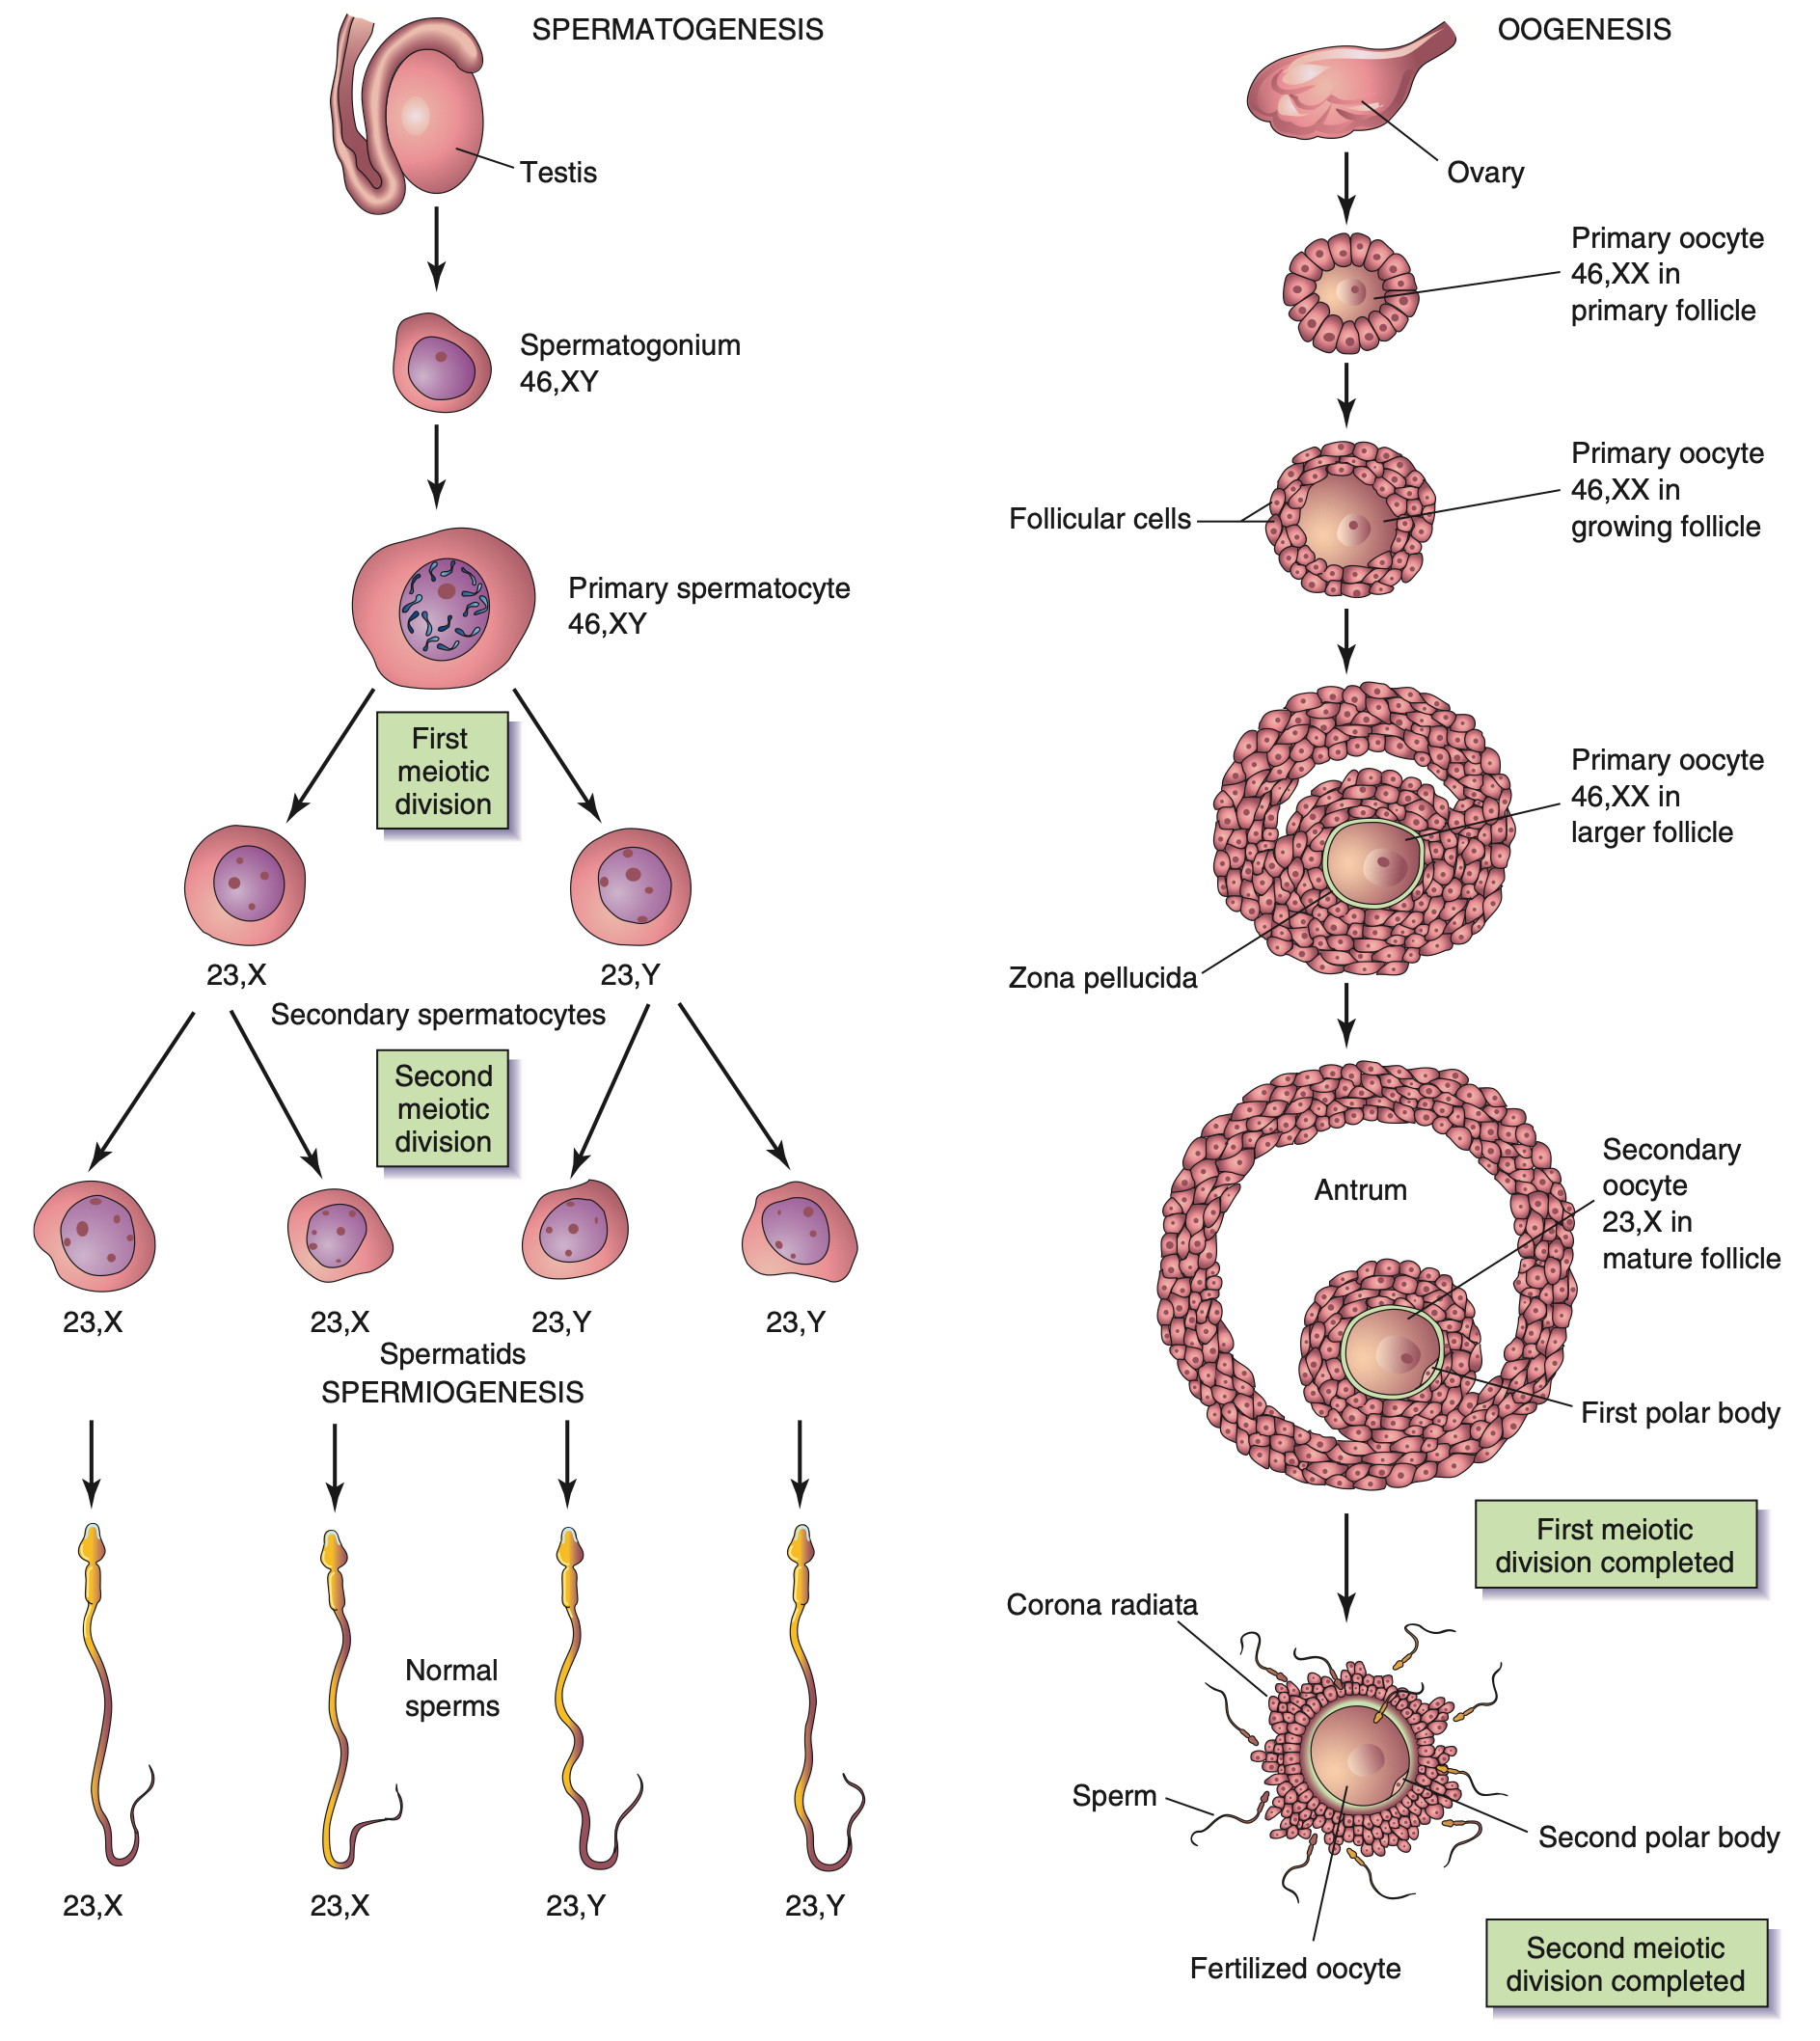 SPERMATOGENESIS
Testis
Spermatogonium
46,XY
Primary spermatocyte
46,XY
First
meiotic
division
23,X
23,Y
Secondary spermatocytes
Second
meiotic
division
23,X
23,X
23,Y
23,Y
Spermatids
SPERMIOGENESIS
Normal
sperms
23,X
23,X
23,Y
23,Y
OOGENESIS
Ovary
Primary oocyte
46,XX in
primary follicle
Follicular cells
Primary oocyte
46,XX in
growing follicle
Primary oocyte
46,XX in
larger follicle
Zona pellucida
Antrum
Secondary
oocyte
23,X in
mature follicle
First polar body
First meiotic
division completed
Corona radiata
Sperm
Second polar body
Fertilized oocyte
Second meiotic
division completed